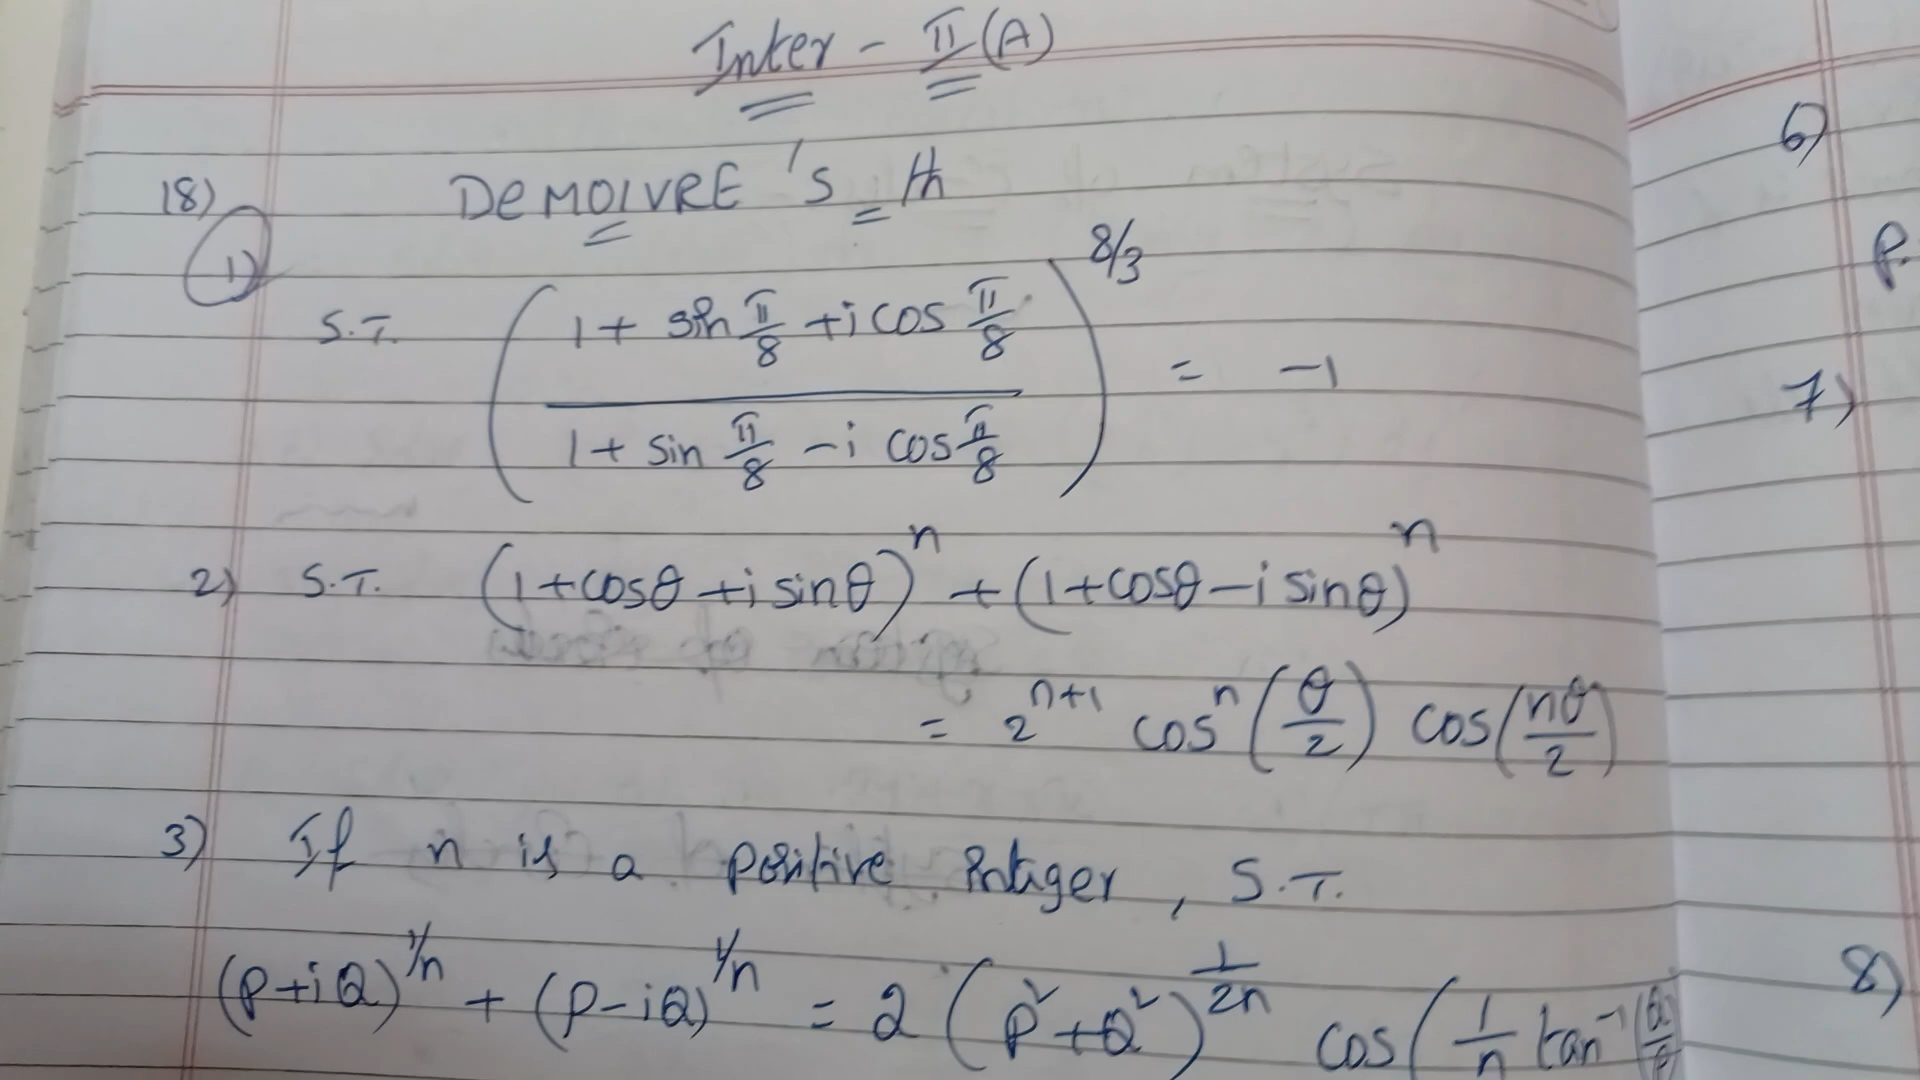 Inter - II (A)
18) DeMOIVRE's th
1) S.T. ( (1 + sin π/8 + i cos π/8) / (1 + sin π/8 - i cos π/8) )^8/3 = -1
2) S.T. (1+cosθ+i sinθ)^n + (1+cosθ-i sinθ)^n
= 2^n+1 cos^n (θ/2) cos (nθ/2)
3) If n is a positive integer, S.T.
(P+iQ)^1/n + (P-iQ)^1/n = 2 (P²+Q²)^1/2n cos (1/n tan^-1 (Q/P
6)
P.
7)
8)